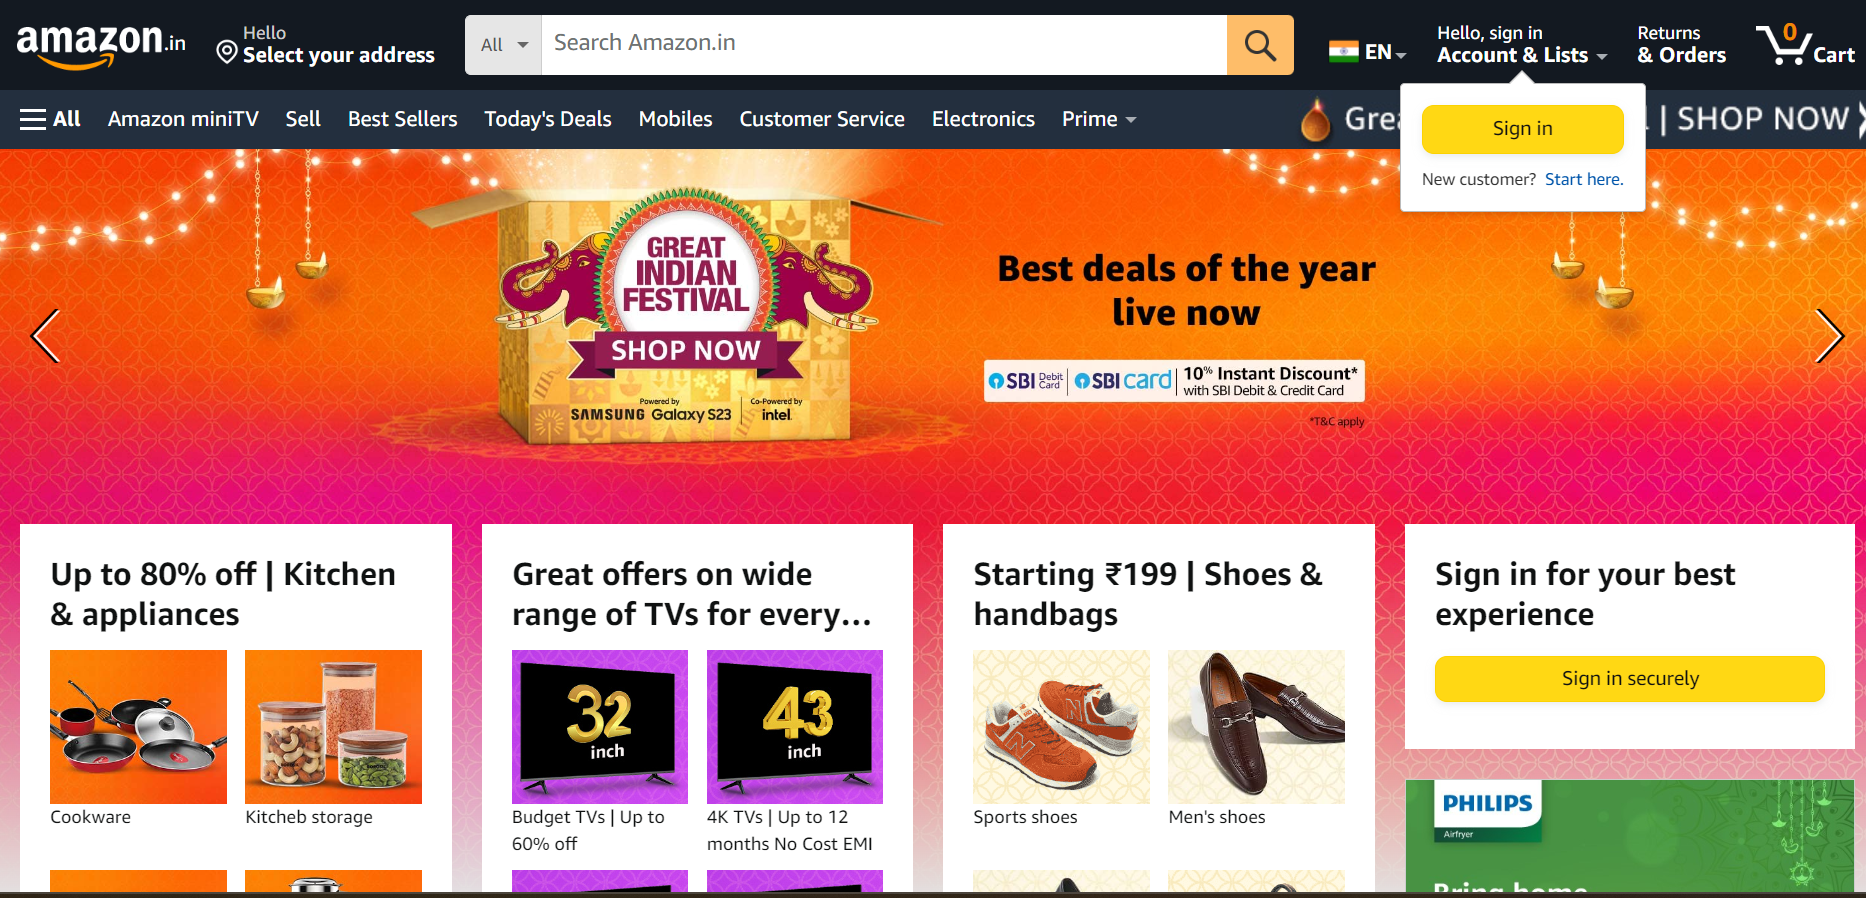 amazon.in
Hello
Select your address
All
Search Amazon.in
EN
Hello, sign in
Account & Lists
Returns
& Orders
0
Cart
All
Amazon miniTV
Sell
Best Sellers
Today's Deals
Mobiles
Customer Service
Electronics
Prime
| SHOP NOW
Sign in
New customer? Start here.
GREAT
INDIAN
FESTIVAL
SHOP NOW
Powered by
SAMSUNG Galaxy S23
Co-Powered by
intel.
Best deals of the year
live now
SBI Debit Card
SBI card
10% Instant Discount*
with SBI Debit & Credit Card
*T&C apply
Up to 80% off | Kitchen
& appliances
Cookware
Kitcheb storage
Great offers on wide
range of TVs for every...
32
inch
43
inch
Budget TVs | Up to
60% off
4K TVs | Up to 12
months No Cost EMI
Starting ₹199 | Shoes &
handbags
Sports shoes
Men's shoes
Sign in for your best
experience
Sign in securely
PHILIPS
Airfryer
Bring home